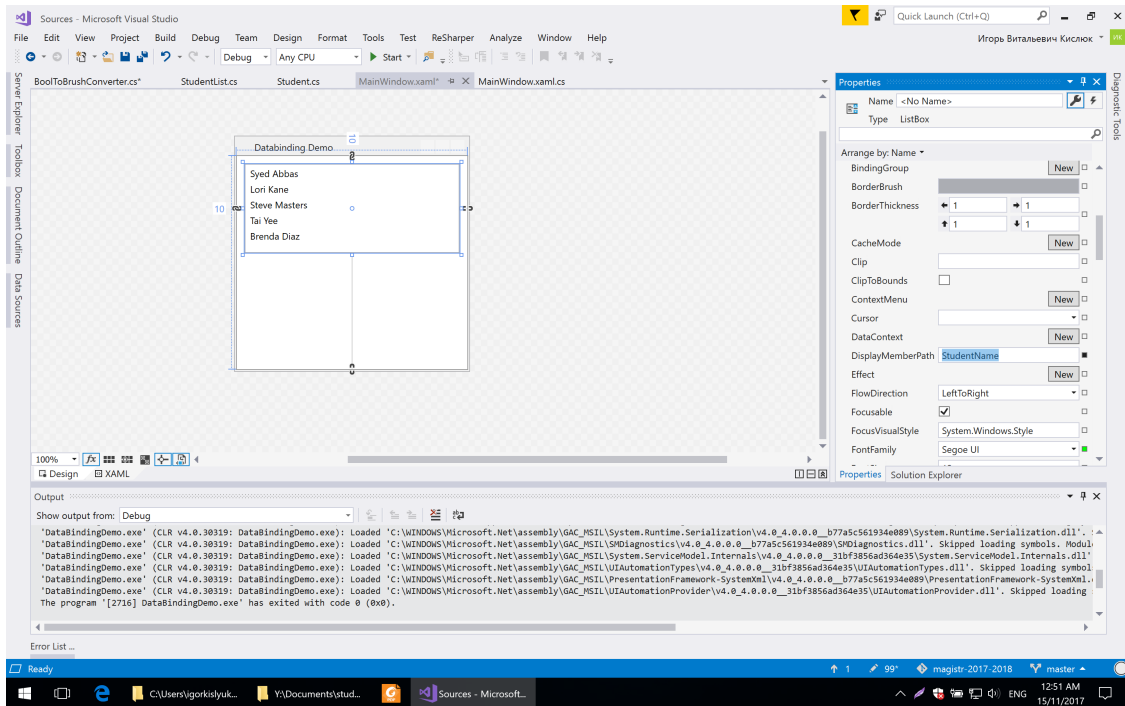 Sources - Microsoft Visual Studio
Quick Launch (Ctrl+Q)
File Edit View Project Build Debug Team Design Format Tools Test ReSharper Analyze Window Help
Игорь Витальевич Кислюк
ИК
Debug Any CPU Start
Server Explorer
Toolbox
Document Outline
Data Sources
BoolToBrushConverter.cs* StudentList.cs Student.cs MainWindow.xaml* MainWindow.xaml.cs
10
Databinding Demo
Syed Abbas
Lori Kane
Steve Masters
Tai Yee
Brenda Diaz
10
100%
Design XAML
Properties
Name <No Name>
Type ListBox
Arrange by: Name
BindingGroup New
BorderBrush
BorderThickness 1 1
1 1
CacheMode New
Clip
ClipToBounds
ContextMenu New
Cursor
DataContext New
DisplayMemberPath StudentName
Effect New
FlowDirection LeftToRight
Focusable
FocusVisualStyle System.Windows.Style
FontFamily Segoe UI
Properties Solution Explorer
Diagnostic Tools
Output
Show output from: Debug
'DataBindingDemo.exe' (CLR v4.0.30319: DataBindingDemo.exe): Loaded 'C:\WINDOWS\Microsoft.Net\assembly\GAC_MSIL\System.Runtime.Serialization\v4.0_4.0.0.0__b77a5c561934e089\System.Runtime.Serialization.dll'.
'DataBindingDemo.exe' (CLR v4.0.30319: DataBindingDemo.exe): Loaded 'C:\WINDOWS\Microsoft.Net\assembly\GAC_MSIL\SMDiagnostics\v4.0_4.0.0.0__b77a5c561934e089\SMDiagnostics.dll'. Skipped loading symbols. Modul
'DataBindingDemo.exe' (CLR v4.0.30319: DataBindingDemo.exe): Loaded 'C:\WINDOWS\Microsoft.Net\assembly\GAC_MSIL\System.ServiceModel.Internals\v4.0_4.0.0.0__31bf3856ad364e35\System.ServiceModel.Internals.dll'
'DataBindingDemo.exe' (CLR v4.0.30319: DataBindingDemo.exe): Loaded 'C:\WINDOWS\Microsoft.Net\assembly\GAC_MSIL\UIAutomationTypes\v4.0_4.0.0.0__31bf3856ad364e35\UIAutomationTypes.dll'. Skipped loading symbol
'DataBindingDemo.exe' (CLR v4.0.30319: DataBindingDemo.exe): Loaded 'C:\WINDOWS\Microsoft.Net\assembly\GAC_MSIL\PresentationFramework-SystemXml\v4.0_4.0.0.0__b77a5c561934e089\PresentationFramework-SystemXml.
'DataBindingDemo.exe' (CLR v4.0.30319: DataBindingDemo.exe): Loaded 'C:\WINDOWS\Microsoft.Net\assembly\GAC_MSIL\UIAutomationProvider\v4.0_4.0.0.0__31bf3856ad364e35\UIAutomationProvider.dll'. Skipped loading
The program '[2716] DataBindingDemo.exe' has exited with code 0 (0x0).
Error List ...
Ready 1 99* magistr-2017-2018 master
C:\Users\igorkislyuk... Y:\Documents\stud... Sources - Microsoft... ENG 12:51 AM
15/11/2017